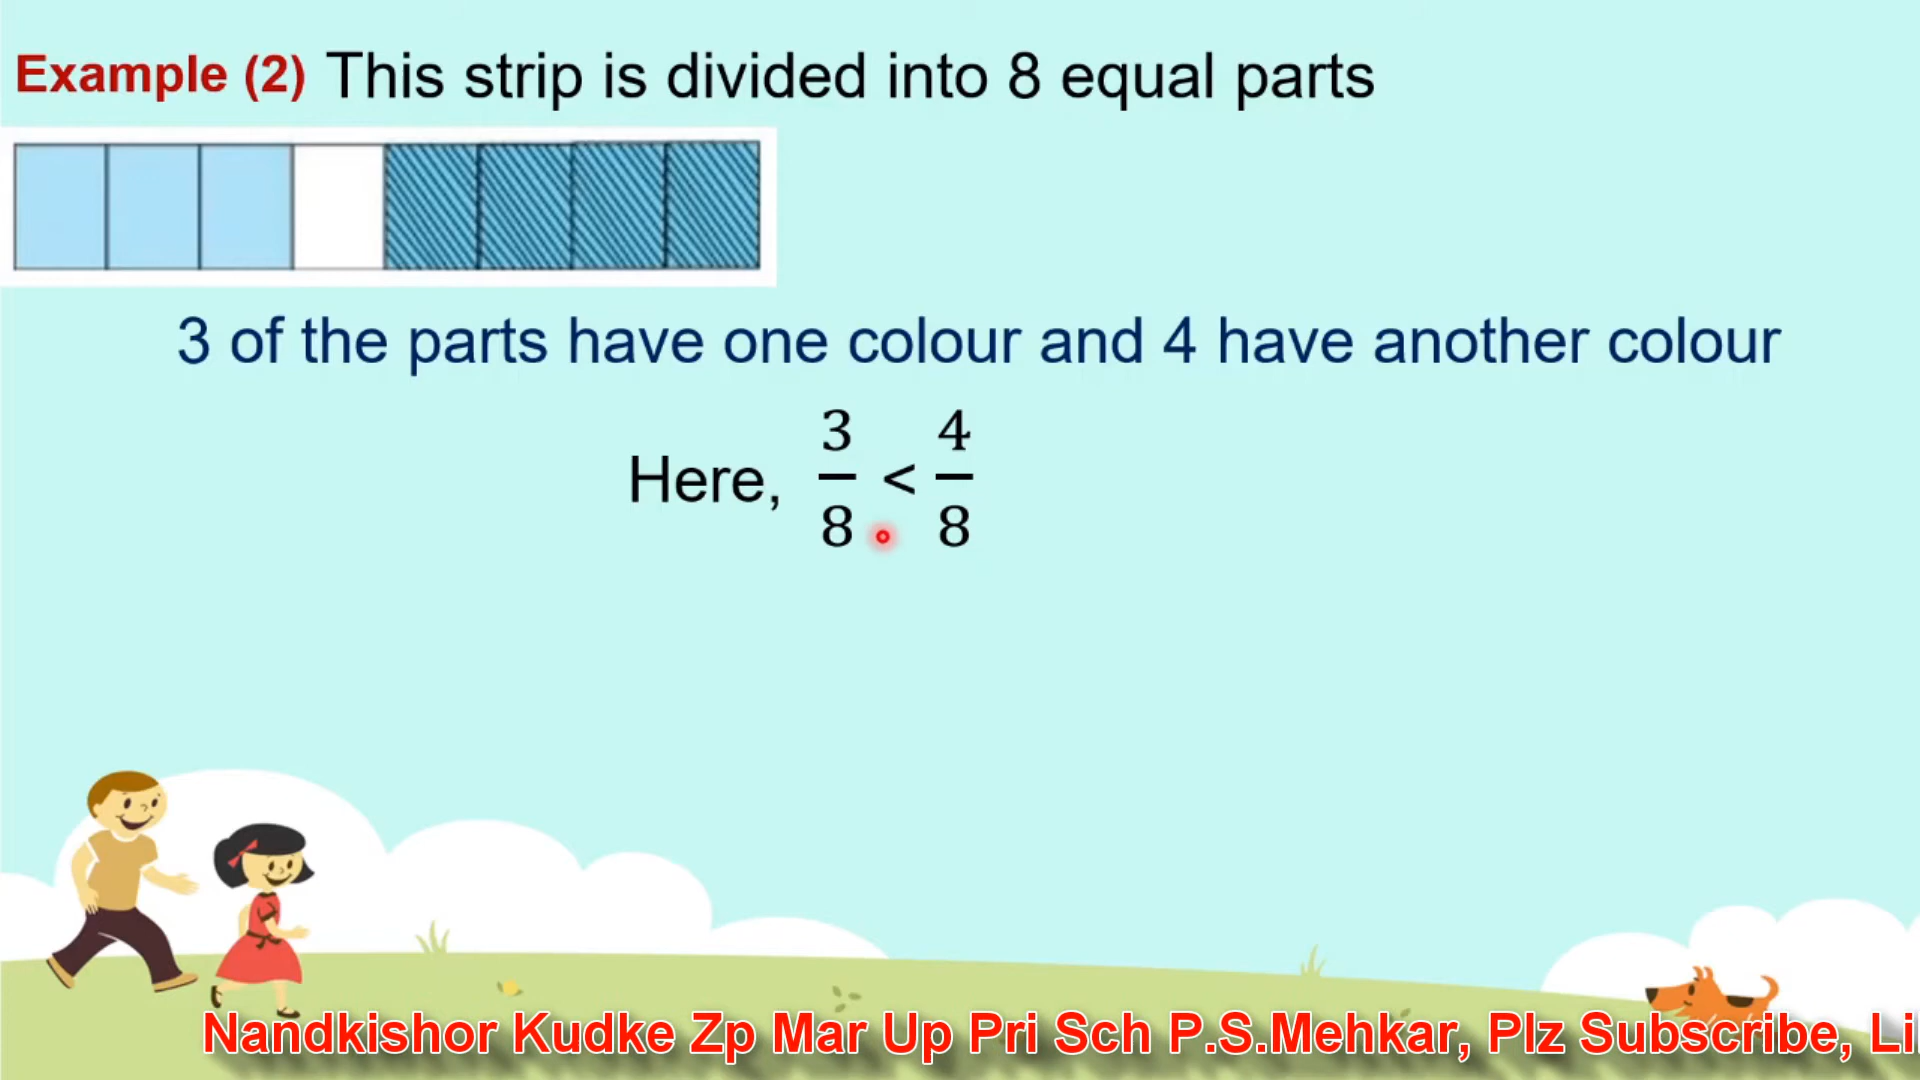 Example (2) This strip is divided into 8 equal parts
3 of the parts have one colour and 4 have another colour
Here, 3/8 < 4/8
Nandkishor Kudke Zp Mar Up Pri Sch P.S.Mehkar, Plz Subscribe, Li